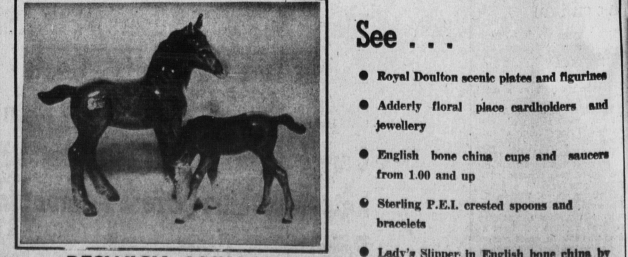 See . . .
● Royal Doulton scenic plates and figurines
● Adderly floral place cardholders and
jewellery
● English bone china cups and saucers
from 1.00 and up
● Sterling P.E.I. crested spoons and
bracelets
● Lady's Slipper in English bone china by